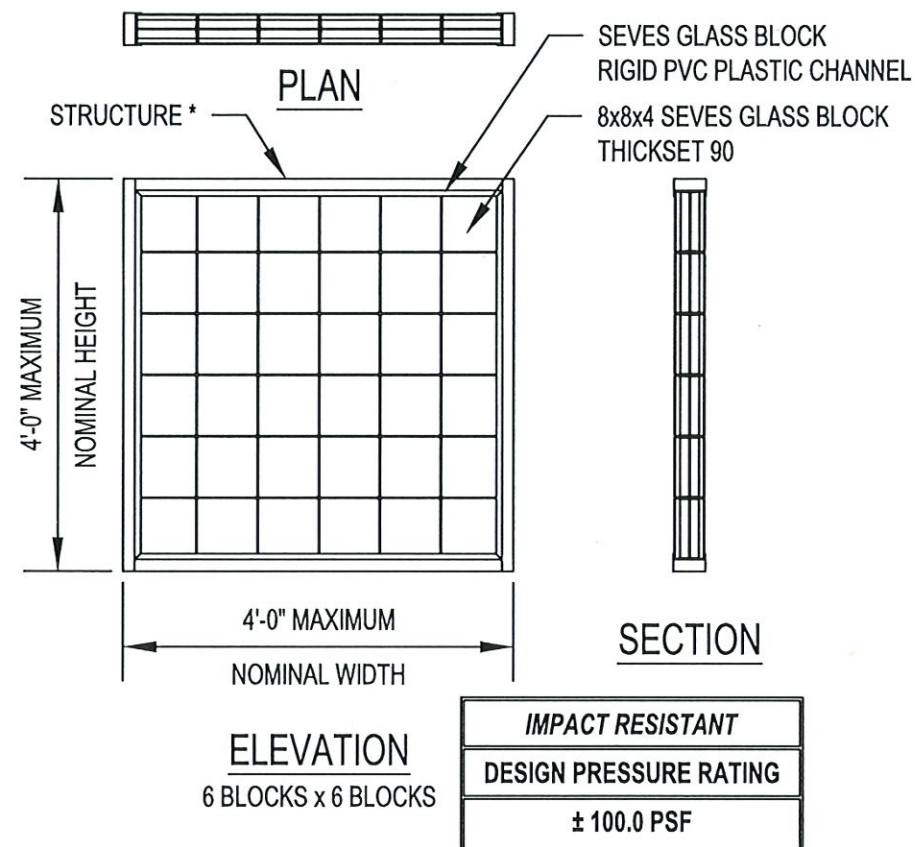 SEVES GLASS BLOCK
RIGID PVC PLASTIC CHANNEL
PLAN
STRUCTURE *
8x8x4 SEVES GLASS BLOCK
THICKSET 90
4'-0" MAXIMUM
NOMINAL HEIGHT
4'-0" MAXIMUM
NOMINAL WIDTH
SECTION
ELEVATION
6 BLOCKS x 6 BLOCKS
IMPACT RESISTANT
DESIGN PRESSURE RATING
± 100.0 PSF